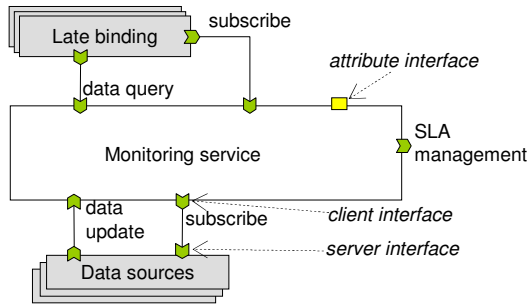 subscribe
Late binding
attribute interface
data query
SLA
management
Monitoring service
data
update
subscribe
client interface
server interface
Data sources